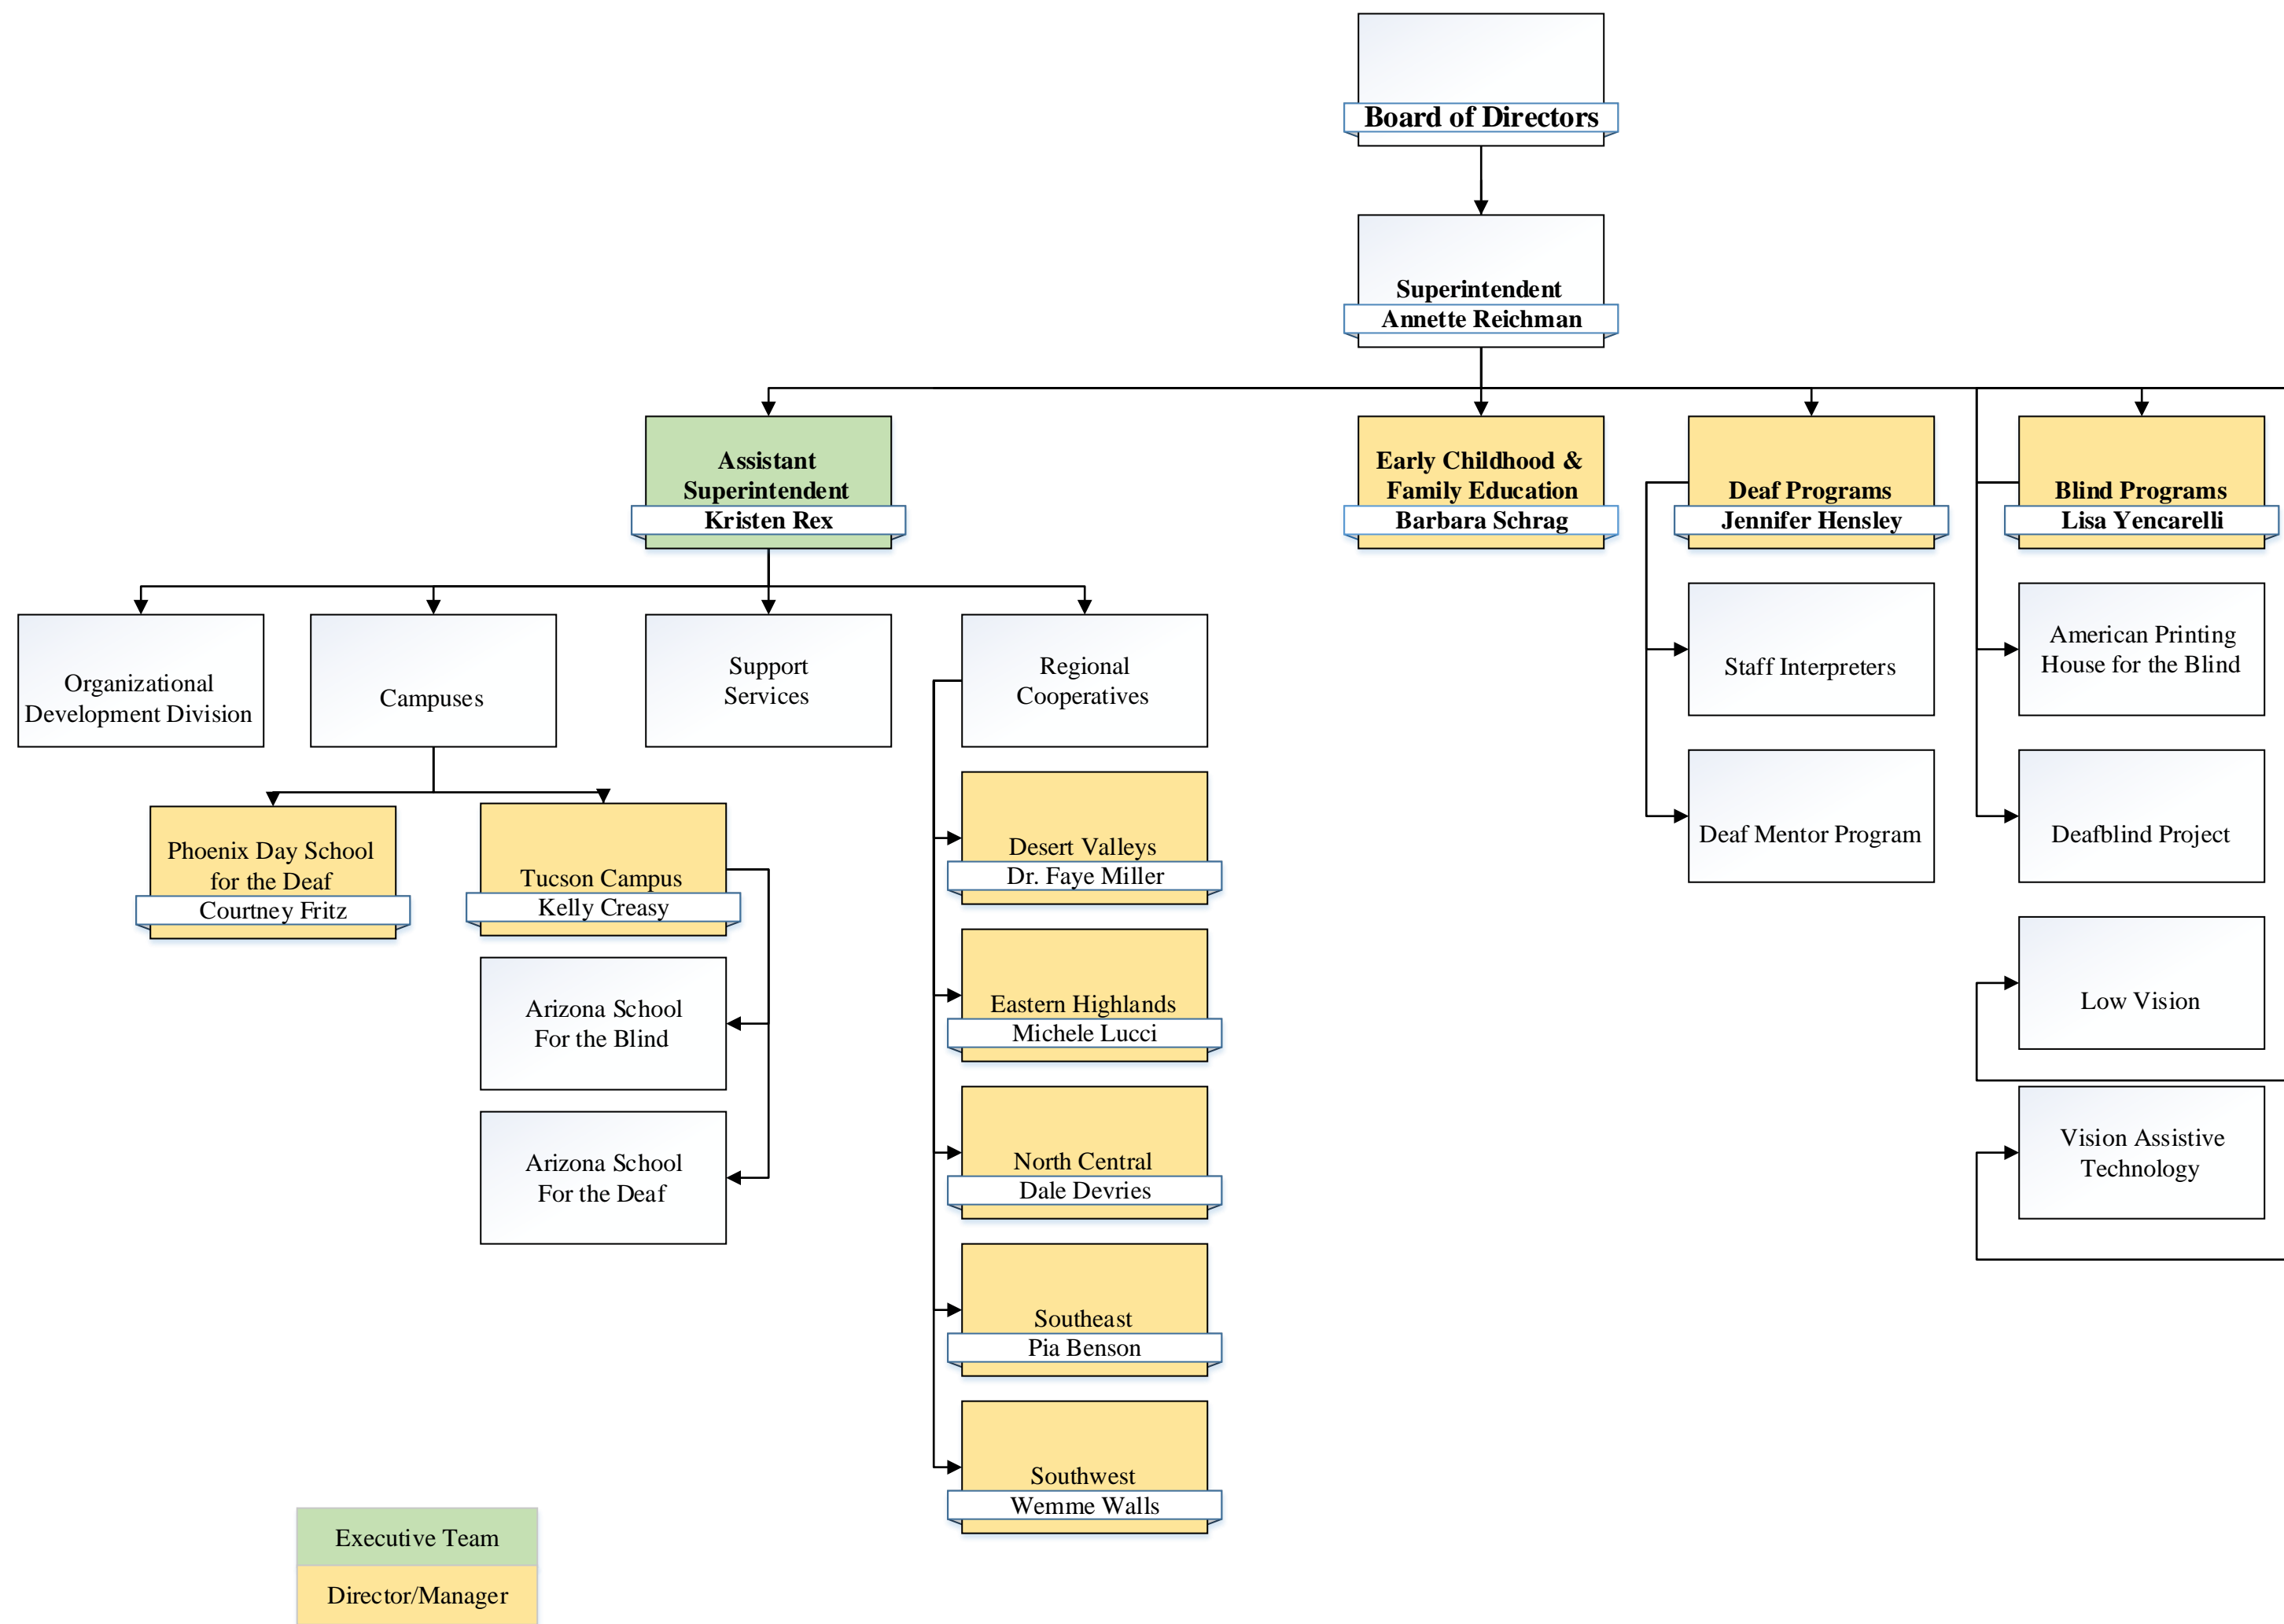 Board of Directors
Superintendent
Annette Reichman
Assistant
Superintendent
Kristen Rex
Early Childhood &
Family Education
Barbara Schrag
Deaf Programs
Jennifer Hensley
Blind Programs
Lisa Yencarelli
Organizational
Development Division
Campuses
Support
Services
Regional
Cooperatives
Staff Interpreters
American Printing
House for the Blind
Phoenix Day School
for the Deaf
Courtney Fritz
Tucson Campus
Kelly Creasy
Desert Valleys
Dr. Faye Miller
Deaf Mentor Program
Deafblind Project
Arizona School
For the Blind
Eastern Highlands
Michele Lucci
Low Vision
Arizona School
For the Deaf
North Central
Dale Devries
Vision Assistive
Technology
Southeast
Pia Benson
Southwest
Wemme Walls
Executive Team
Director/Manager